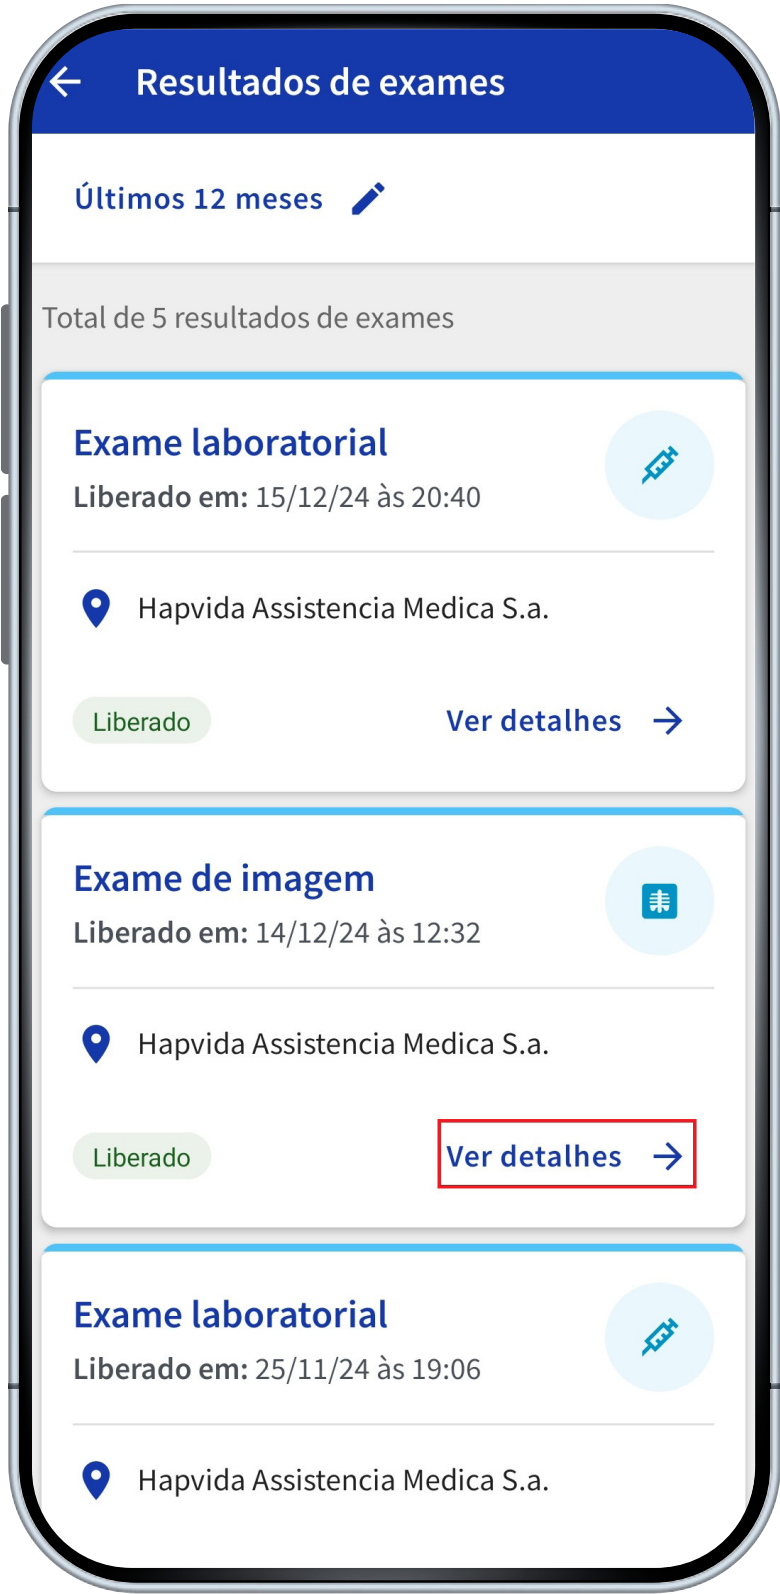 Resultados de exames
Últimos 12 meses
Total de 5 resultados de exames
Exame laboratorial
Liberado em: 15/12/24 às 20:40
Hapvida Assistencia Medica S.a.
Liberado
Ver detalhes
Exame de imagem
Liberado em: 14/12/24 às 12:32
Hapvida Assistencia Medica S.a.
Liberado
Ver detalhes
Exame laboratorial
Liberado em: 25/11/24 às 19:06
Hapvida Assistencia Medica S.a.